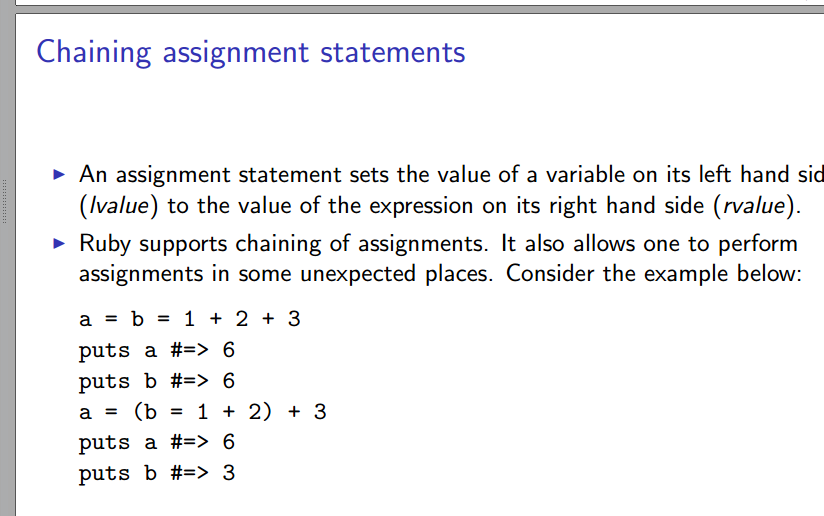 Chaining assignment statements
▶ An assignment statement sets the value of a variable on its left hand sid
(lvalue) to the value of the expression on its right hand side (rvalue).
▶ Ruby supports chaining of assignments. It also allows one to perform
assignments in some unexpected places. Consider the example below:
a = b = 1 + 2 + 3
puts a #=> 6
puts b #=> 6
a = (b = 1 + 2) + 3
puts a #=> 6
puts b #=> 3